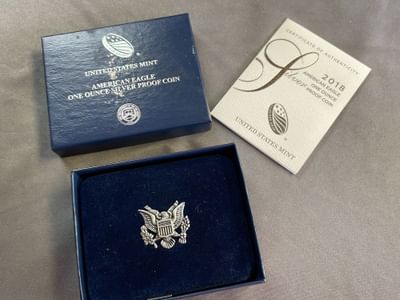 UNITED STATES MINT
AMERICAN EAGLE
ONE OUNCE SILVER PROOF COIN
CERTIFICATE OF AUTHENTICITY
Silver
2018
AMERICAN EAGLE
ONE OUNCE
PROOF COIN
UNITED STATES MINT